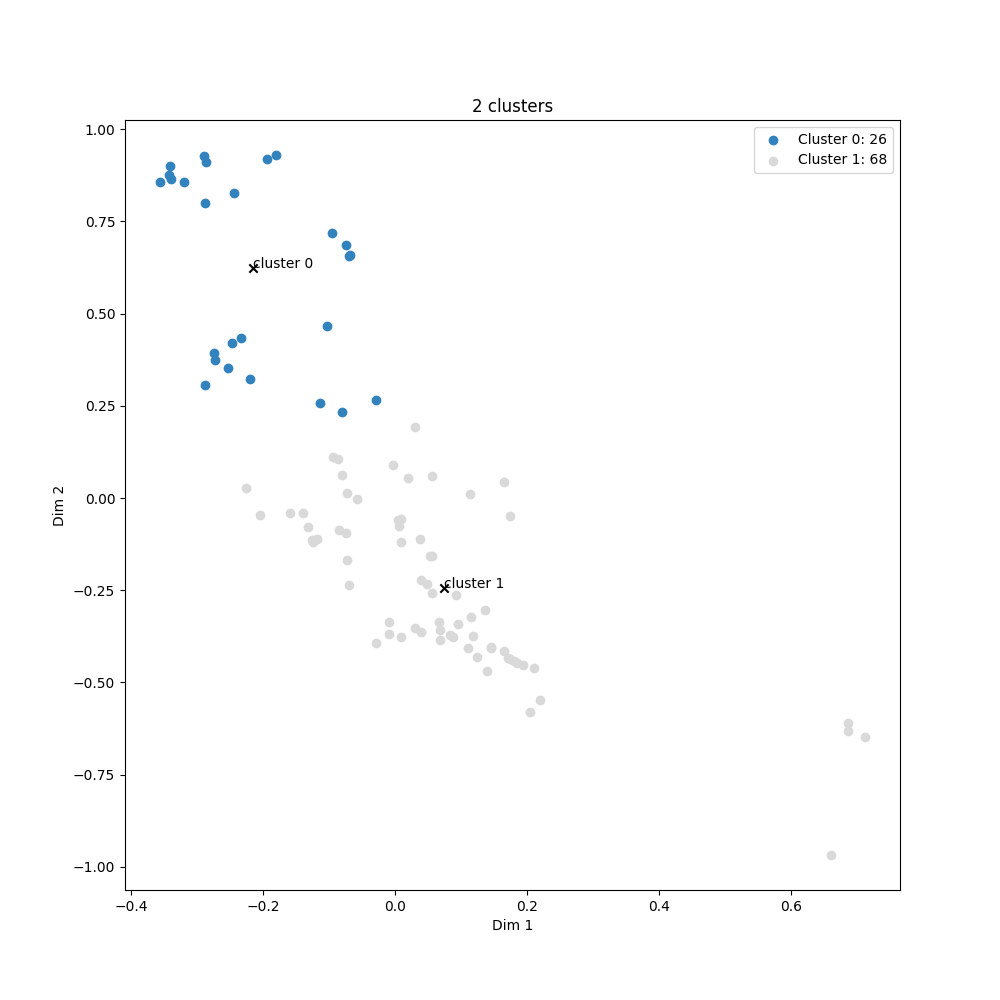 2 clusters
Cluster 0: 26
Cluster 1: 68
cluster 0
cluster 1
1.00
0.75
0.50
0.25
0.00
−0.25
−0.50
−0.75
−1.00
Dim 2
−0.4
−0.2
0.0
0.2
0.4
0.6
Dim 1